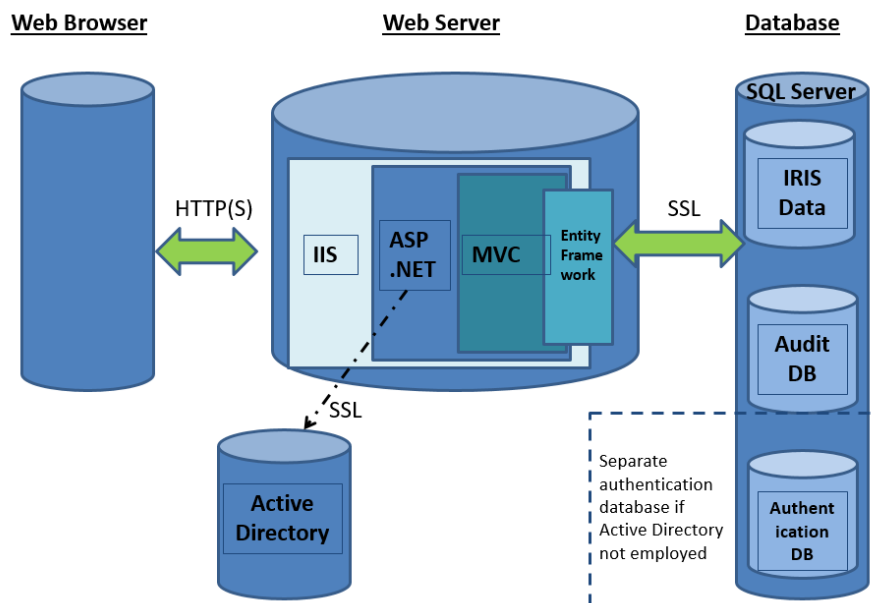 Web Browser
Web Server
Database
SQL Server
IRIS
Data
HTTP(S)
SSL
IIS
ASP
.NET
MVC
Entity
Frame
work
Audit
DB
SSL
Active
Directory
Separate
authentication
database if
Active Directory
not employed
Authent
ication
DB